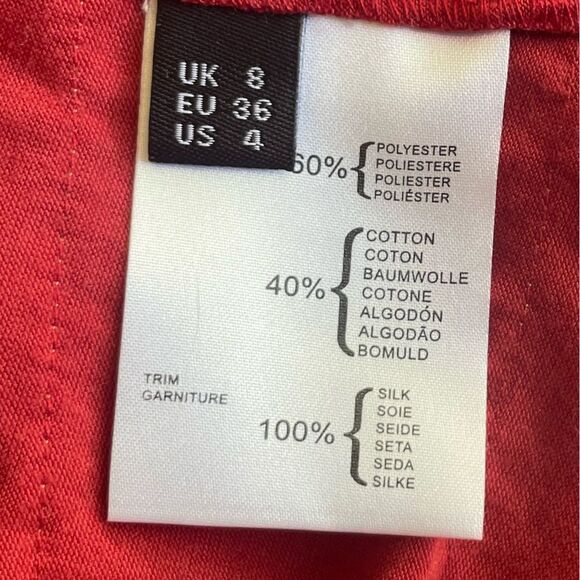 UK 8
EU 36
US 4
60%
POLYESTER
POLIESTERE
POLIESTER
POLIÉSTER
40%
COTTON
COTON
BAUMWOLLE
COTONE
ALGODÓN
ALGODÃO
BOMULD
TRIM
GARNITURE
100%
SILK
SOIE
SEIDE
SETA
SEDA
SILKE